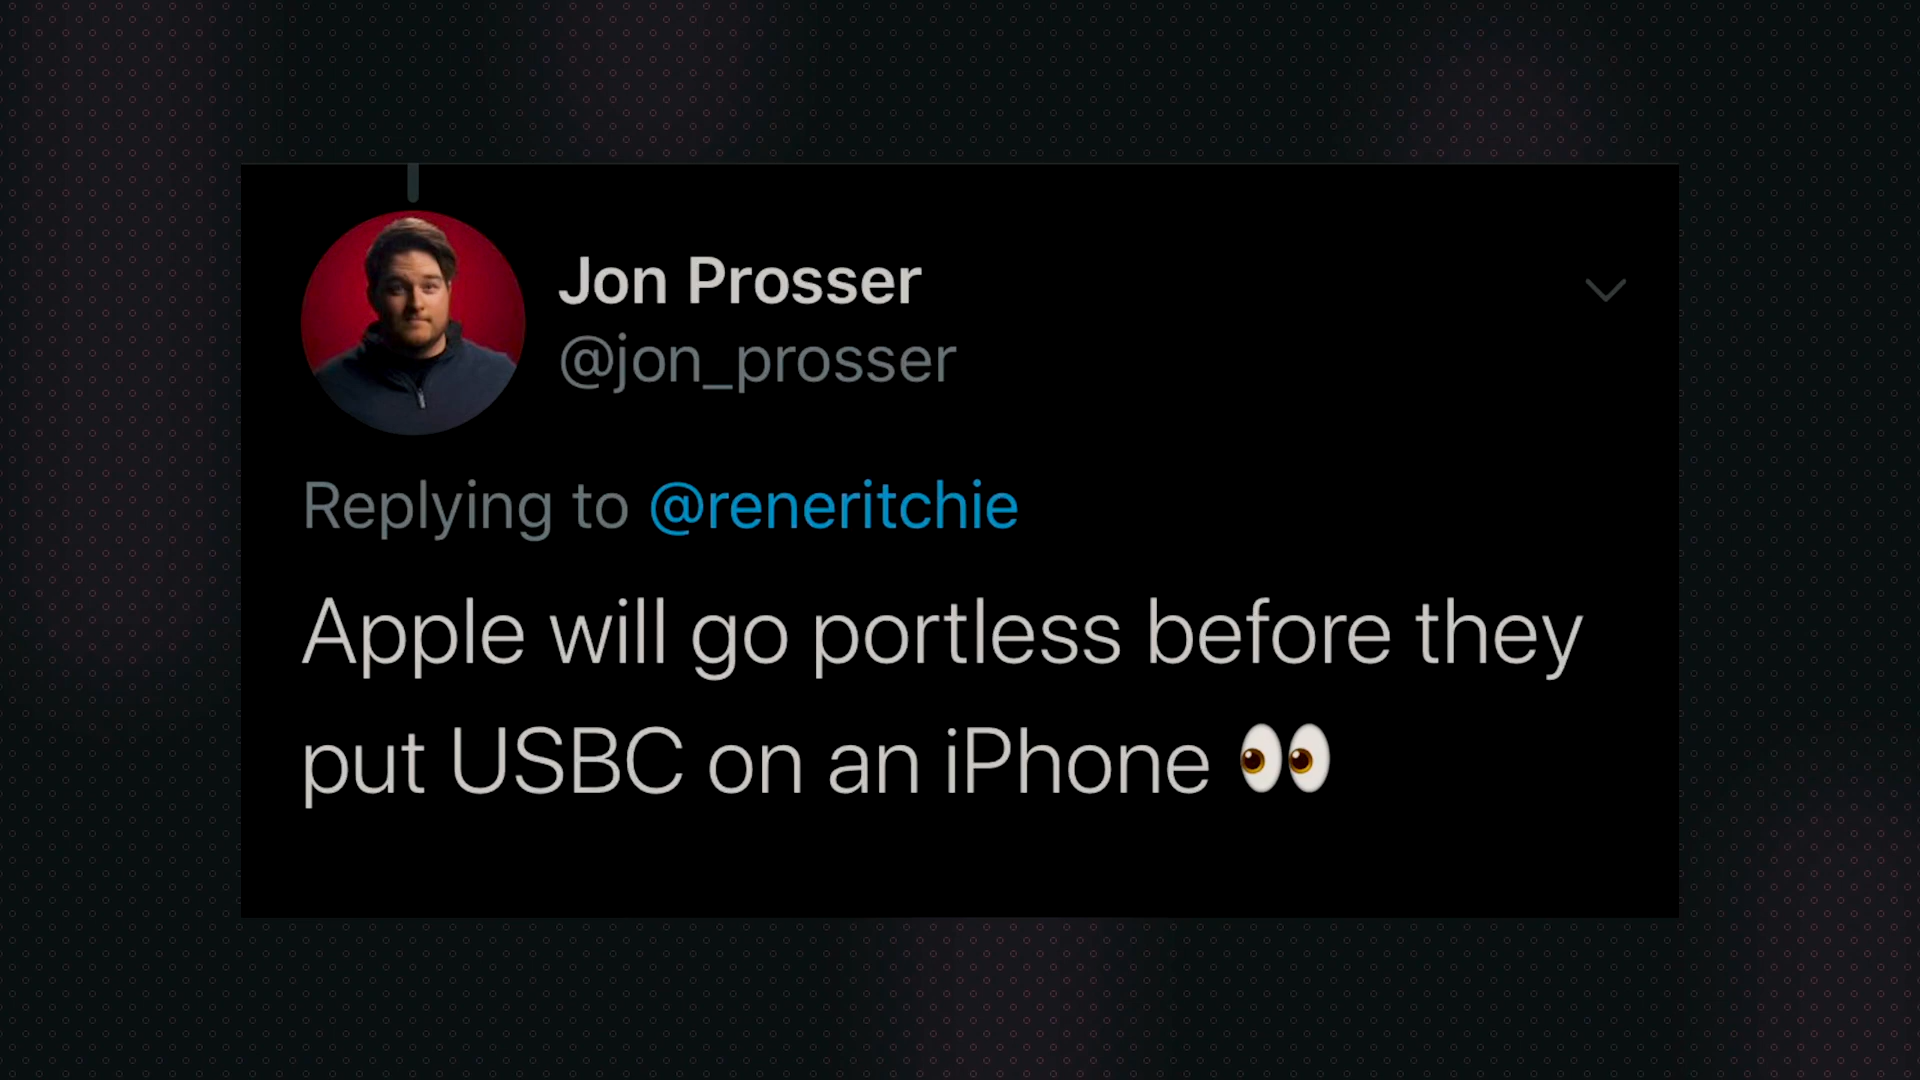 Jon Prosser
@jon_prosser
Replying to @reneritchie
Apple will go portless before they
put USBC on an iPhone 👀